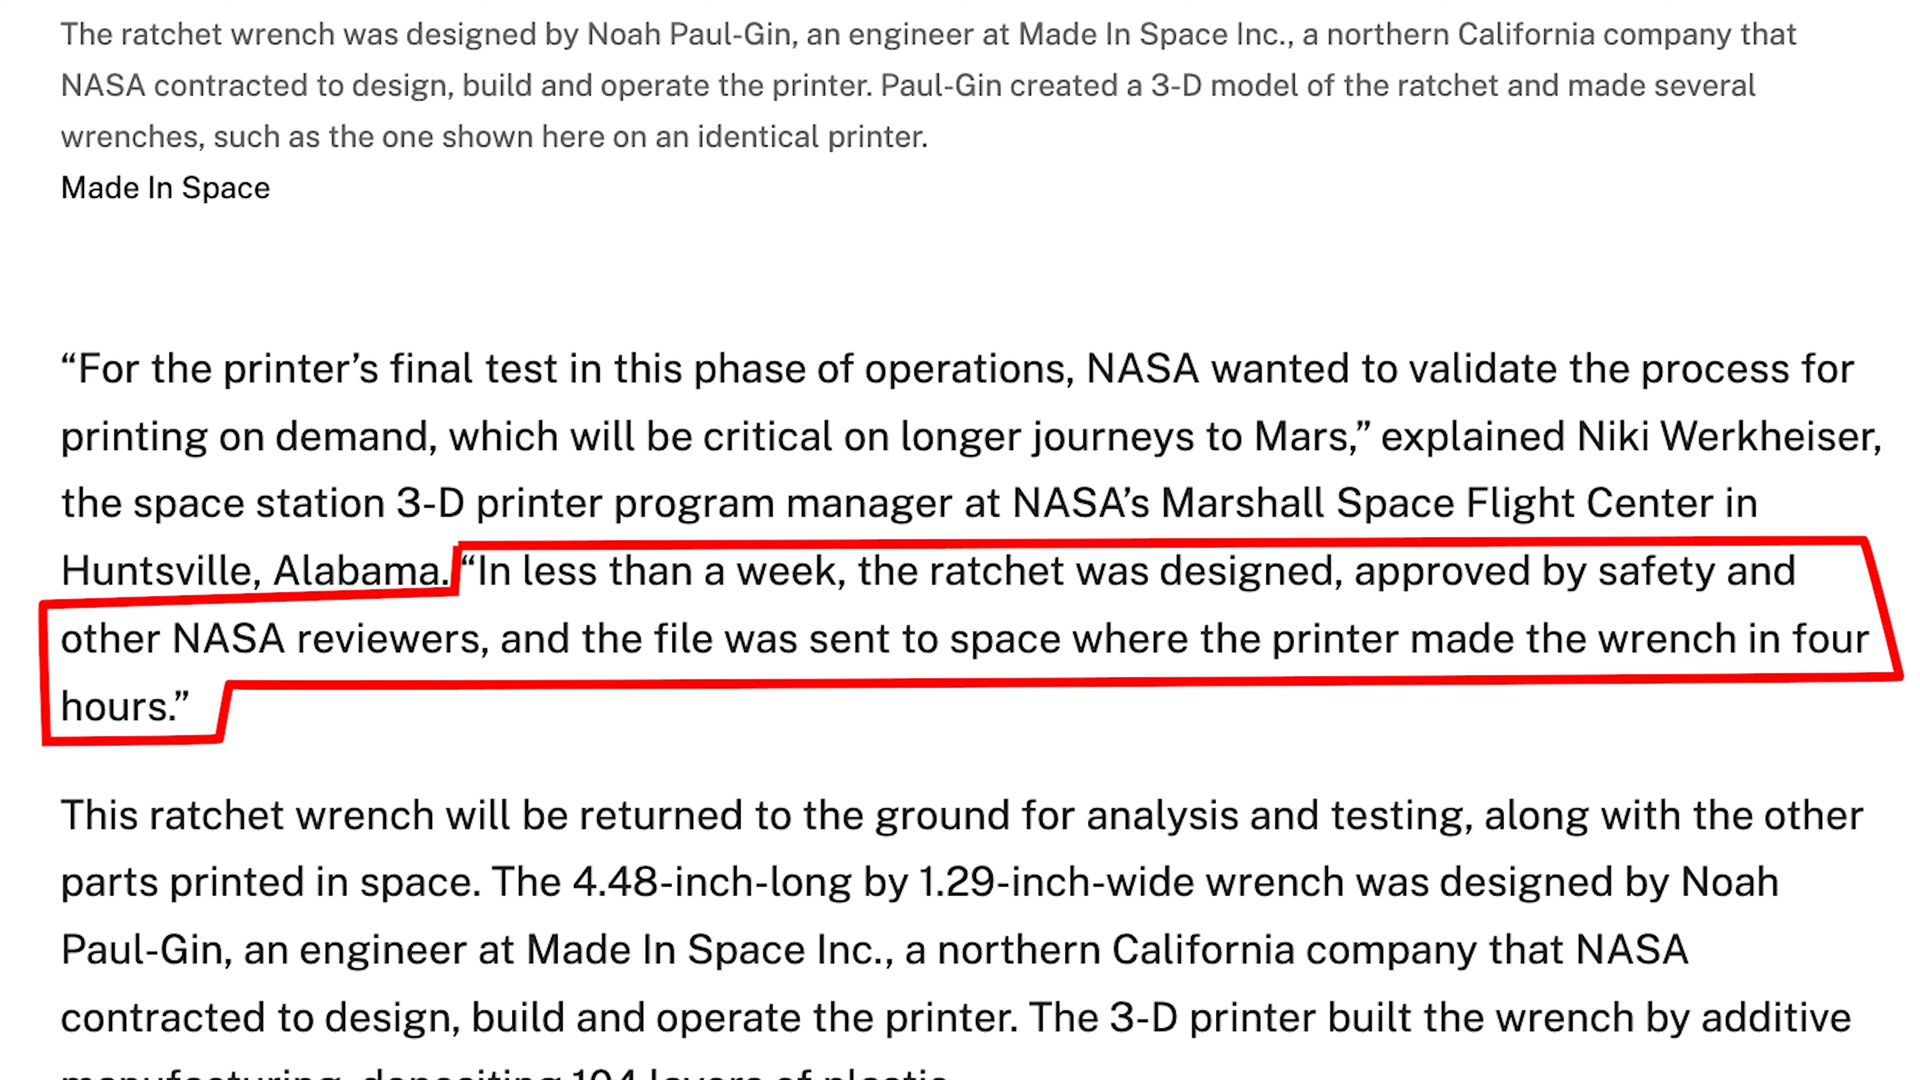 The ratchet wrench was designed by Noah Paul-Gin, an engineer at Made In Space Inc., a northern California company that
NASA contracted to design, build and operate the printer. Paul-Gin created a 3-D model of the ratchet and made several
wrenches, such as the one shown here on an identical printer.
Made In Space
“For the printer’s final test in this phase of operations, NASA wanted to validate the process for
printing on demand, which will be critical on longer journeys to Mars,” explained Niki Werkheiser,
the space station 3-D printer program manager at NASA’s Marshall Space Flight Center in
Huntsville, Alabama. “In less than a week, the ratchet was designed, approved by safety and
other NASA reviewers, and the file was sent to space where the printer made the wrench in four
hours.”
This ratchet wrench will be returned to the ground for analysis and testing, along with the other
parts printed in space. The 4.48-inch-long by 1.29-inch-wide wrench was designed by Noah
Paul-Gin, an engineer at Made In Space Inc., a northern California company that NASA
contracted to design, build and operate the printer. The 3-D printer built the wrench by additive
manufacturing, depositing 104 layers of plastic.